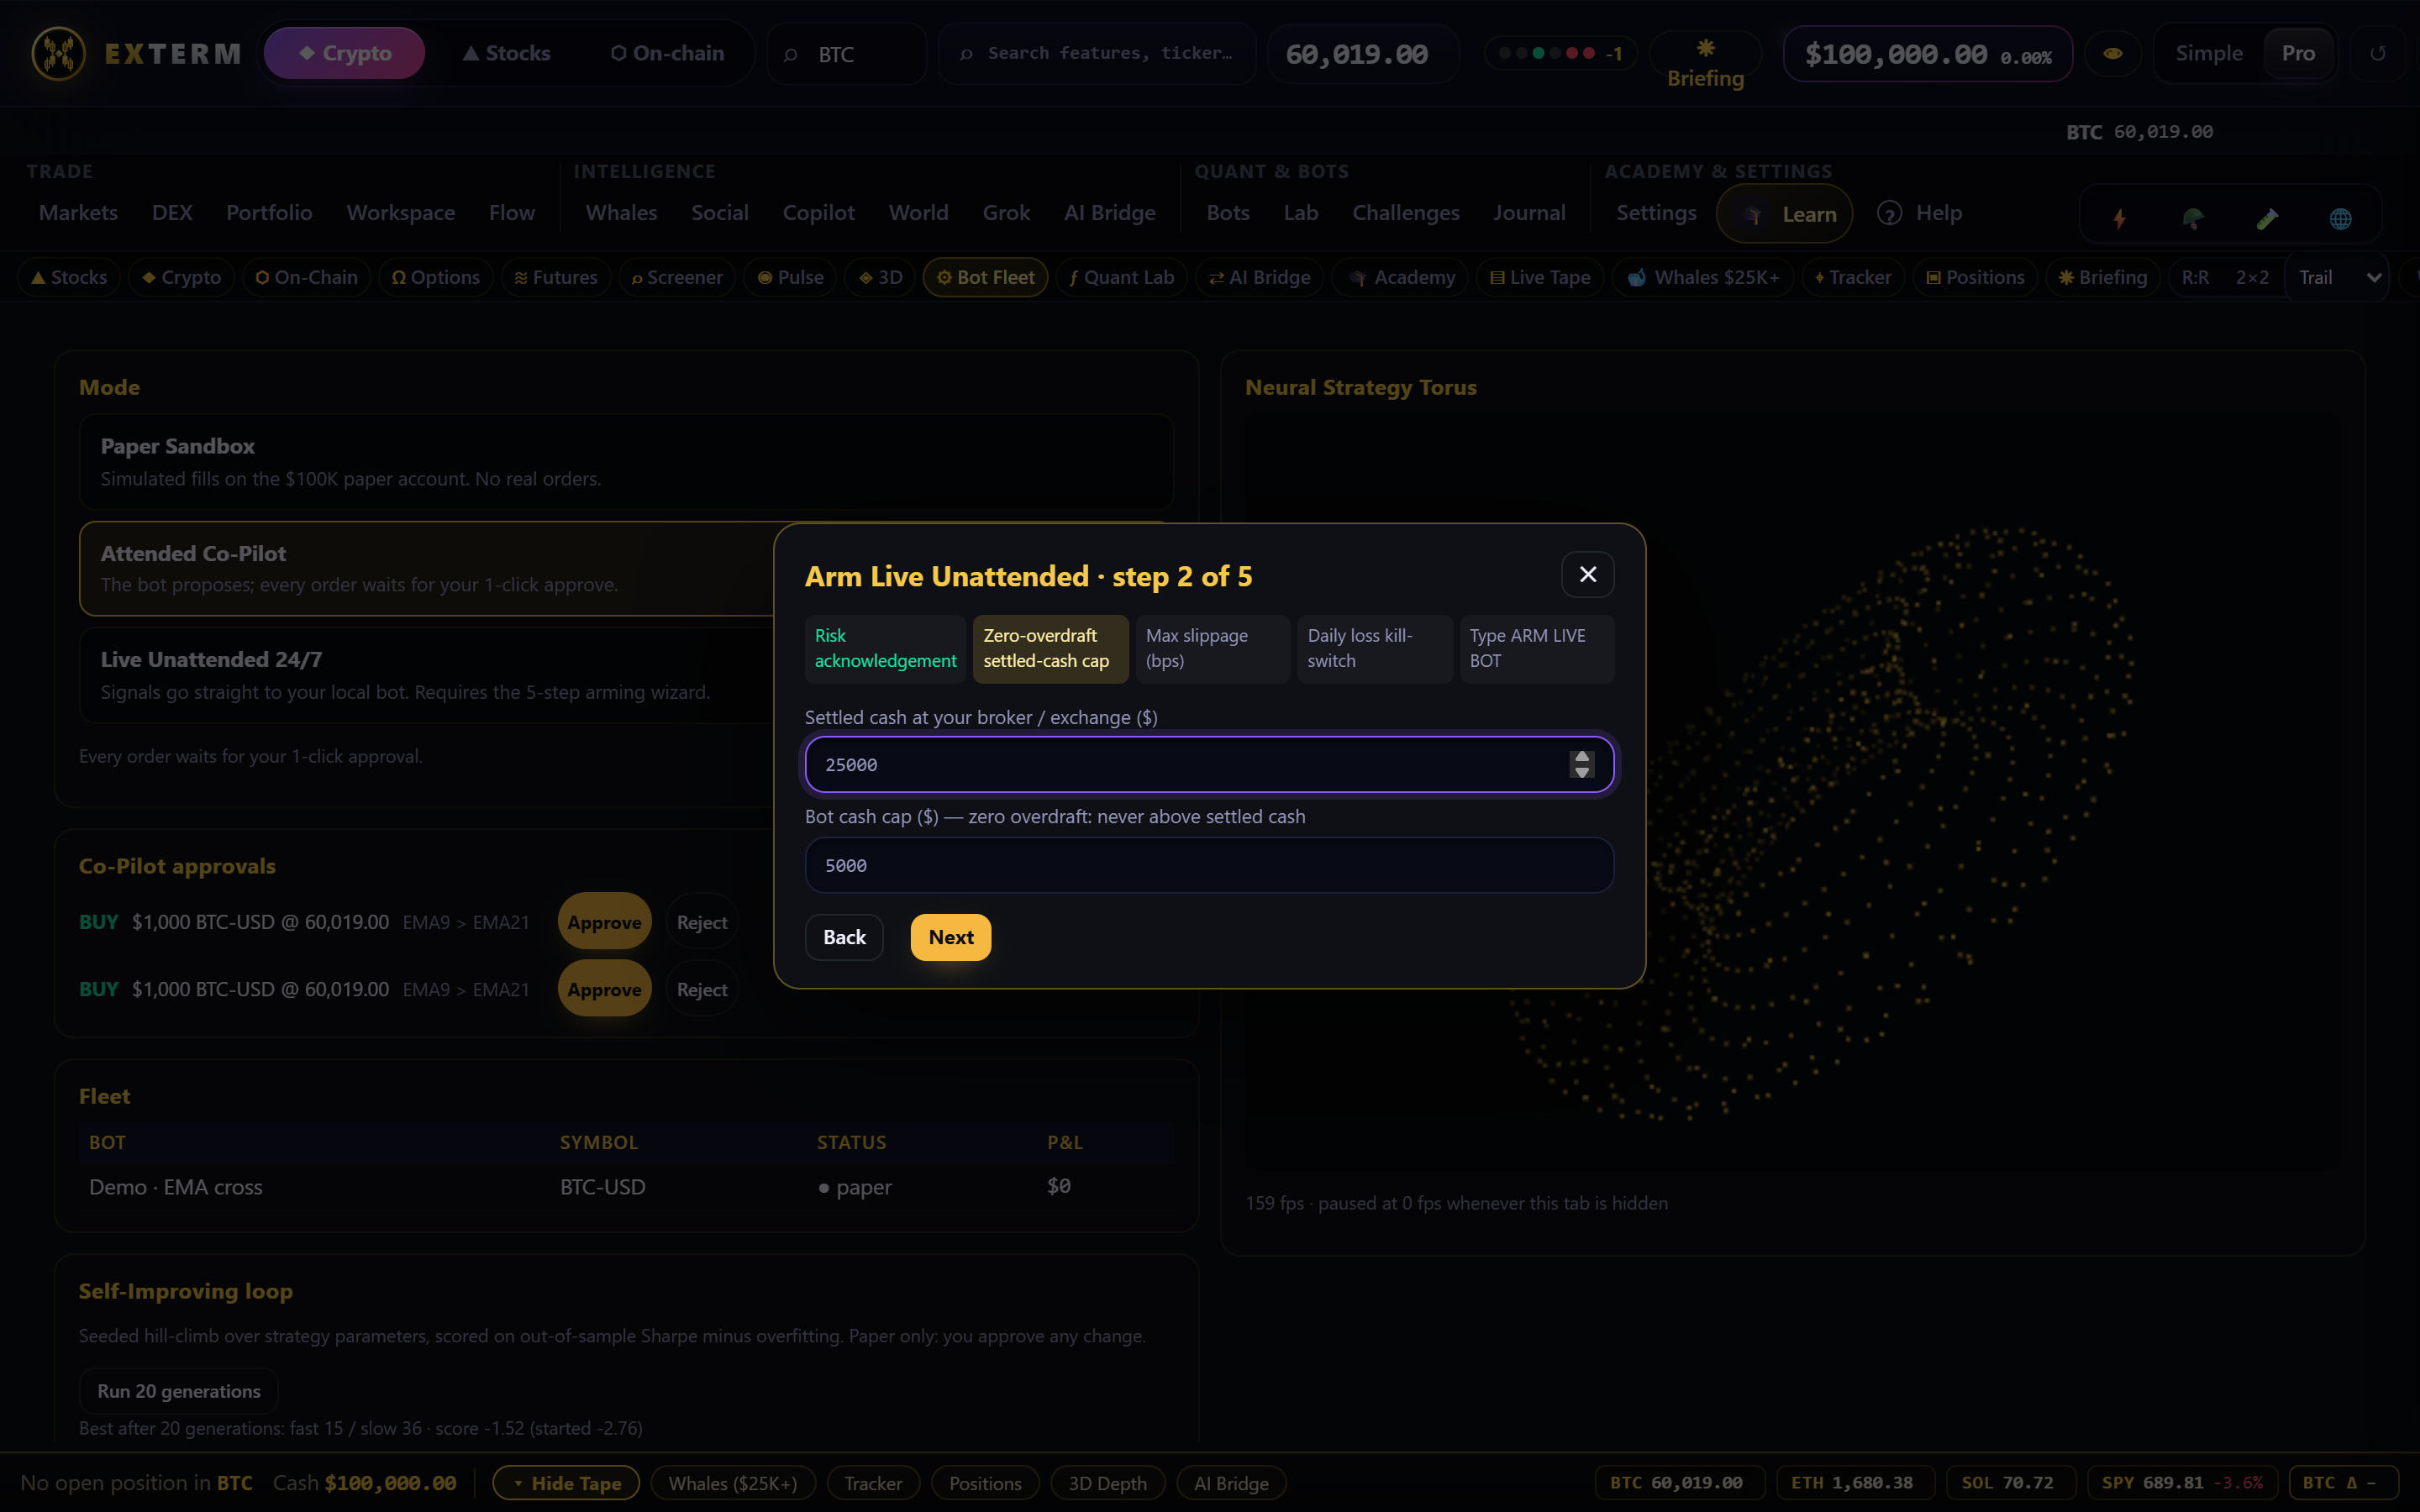 EXTERM
Crypto
Stocks
On-chain
BTC
Search features, ticker…
60,019.00
-1
Briefing
$100,000.00 0.00%
Simple
Pro
BTC 60,019.00
TRADE
Markets DEX Portfolio Workspace Flow
INTELLIGENCE
Whales Social Copilot World Grok AI Bridge
QUANT & BOTS
Bots Lab Challenges Journal
ACADEMY & SETTINGS
Settings Learn ? Help
Stocks Crypto On-Chain Options Futures Screener Pulse 3D Bot Fleet Quant Lab AI Bridge Academy Live Tape Whales $25K+ Tracker Positions Briefing R:R 2×2 Trail
Mode
Paper Sandbox
Simulated fills on the $100K paper account. No real orders.
Attended Co-Pilot
The bot proposes; every order waits for your 1-click approve.
Live Unattended 24/7
Signals go straight to your local bot. Requires the 5-step arming wizard.
Every order waits for your 1-click approval.
Co-Pilot approvals
BUY $1,000 BTC-USD @ 60,019.00 EMA9 > EMA21 Approve Reject
BUY $1,000 BTC-USD @ 60,019.00 EMA9 > EMA21 Approve Reject
Fleet
BOT SYMBOL STATUS P&L
Demo · EMA cross BTC-USD ● paper $0
Self-Improving loop
Seeded hill-climb over strategy parameters, scored on out-of-sample Sharpe minus overfitting. Paper only: you approve any change.
Run 20 generations
Best after 20 generations: fast 15 / slow 36 · score -1.52 (started -2.76)
Neural Strategy Torus
159 fps · paused at 0 fps whenever this tab is hidden
Arm Live Unattended · step 2 of 5
Risk acknowledgement
Zero-overdraft settled-cash cap
Max slippage (bps)
Daily loss kill-switch
Type ARM LIVE BOT
Settled cash at your broker / exchange ($)
25000
Bot cash cap ($) — zero overdraft: never above settled cash
5000
Back Next
No open position in BTC Cash $100,000.00
Hide Tape Whales ($25K+) Tracker Positions 3D Depth AI Bridge
BTC 60,019.00 ETH 1,680.38 SOL 70.72 SPY 689.81 -3.6% BTC Δ –